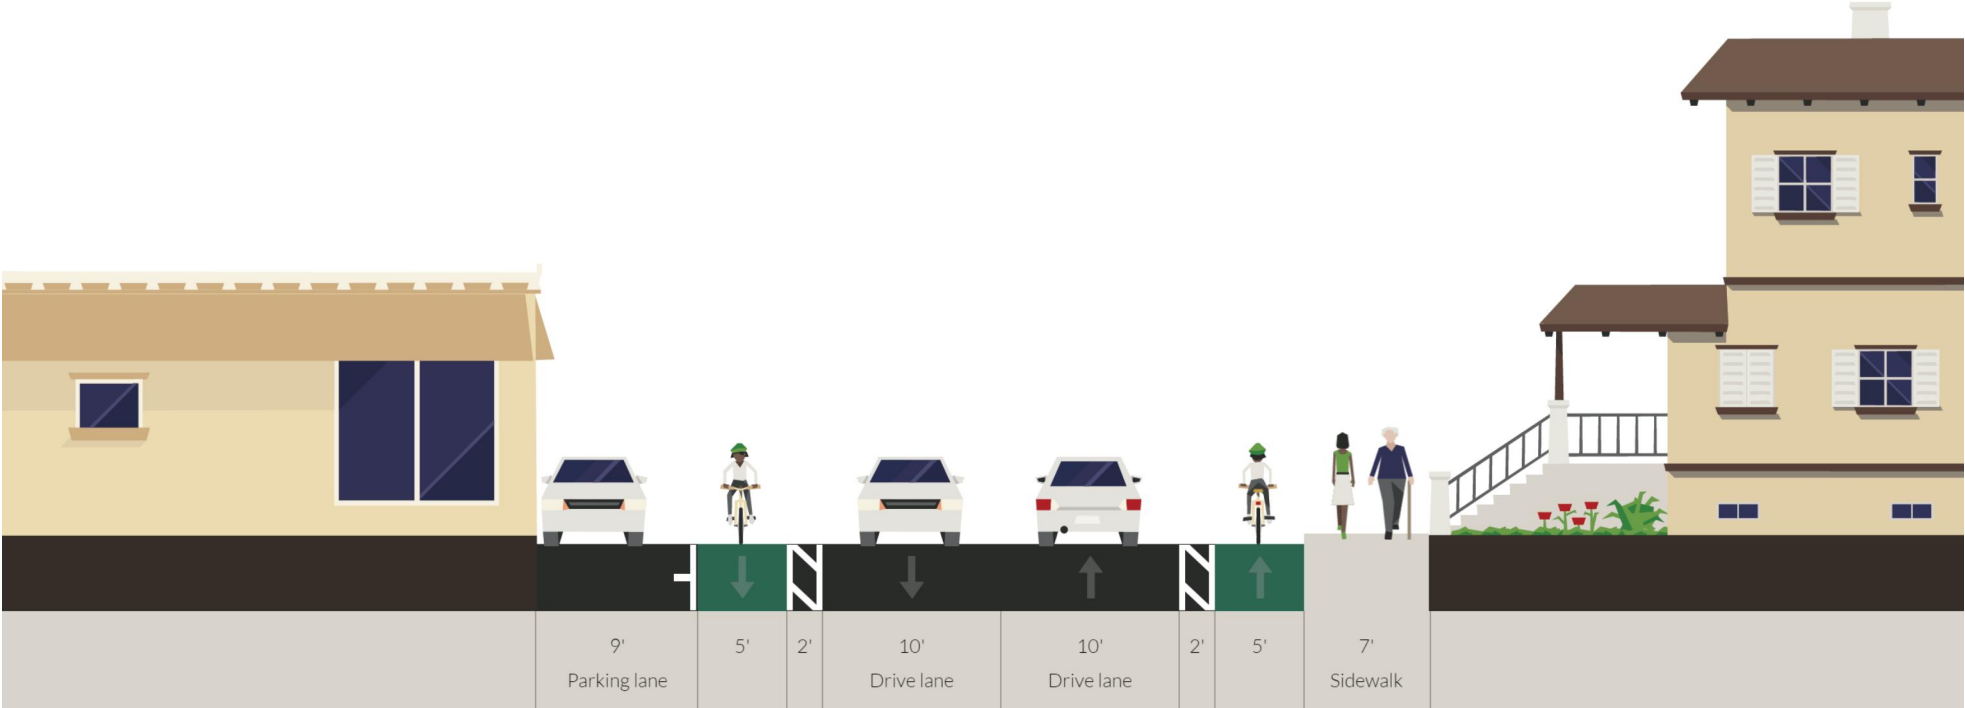 9' 5' 2' 10' 10' 2' 5' 7'
Parking lane Drive lane Drive lane Sidewalk